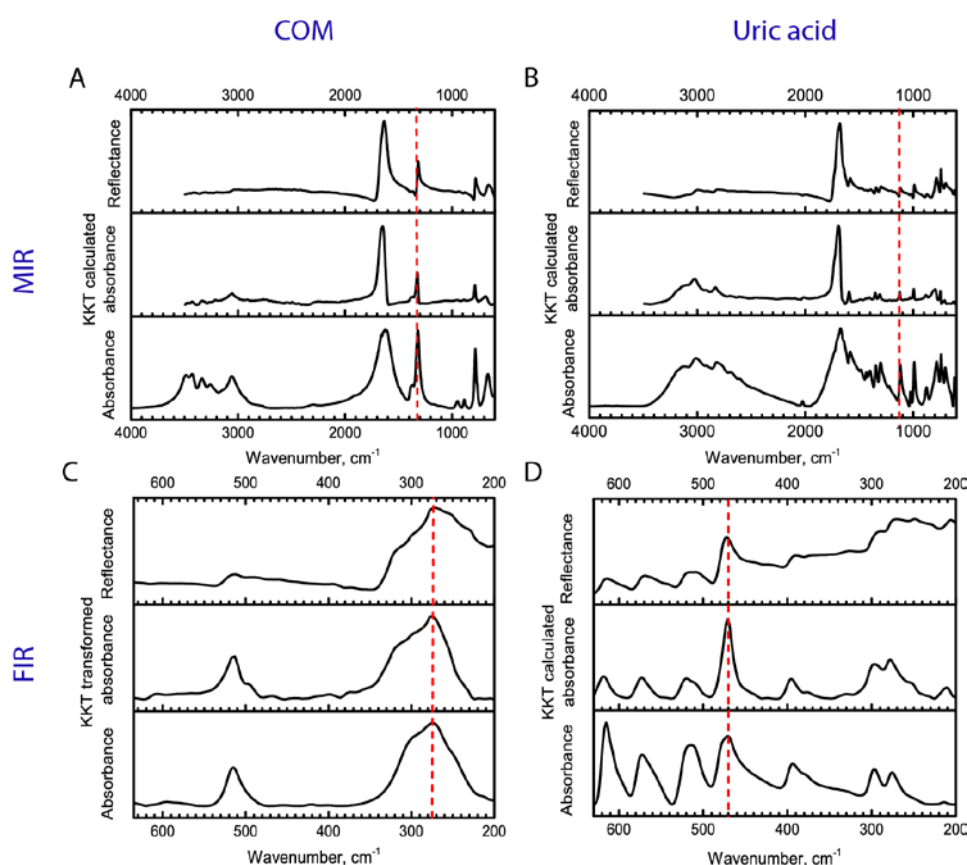 COM
Uric acid
MIR
FIR
A
4000 3000 2000 1000
Reflectance
KKT calculated
absorbance
Absorbance
4000 3000 2000 1000
Wavenumber, cm⁻¹
B
4000 3000 2000 1000
Reflectance
KKT calculated
absorbance
Absorbance
4000 3000 2000 1000
Wavenumber, cm⁻¹
C
600 500 400 300 200
Reflectance
KKT transformed
absorbance
Absorbance
600 500 400 300 200
Wavenumber, cm⁻¹
D
600 500 400 300 200
Reflectance
KKT calculated
absorbance
Absorbance
600 500 400 300 200
Wavenumber, cm⁻¹